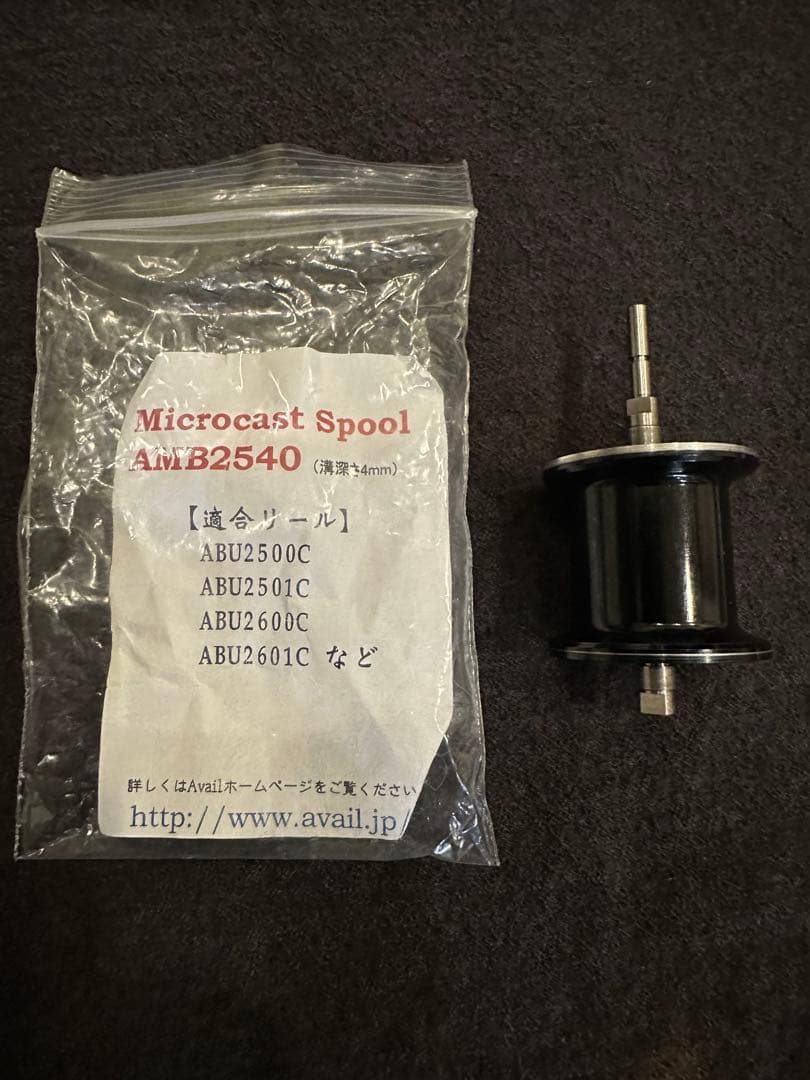 Microcast Spool
AMB2540 (溝深さ4mm)
【適合リール】
ABU2500C
ABU2501C
ABU2600C
ABU2601C など
詳しくはAvailホームページをご覧ください
http://www.avail.jp/